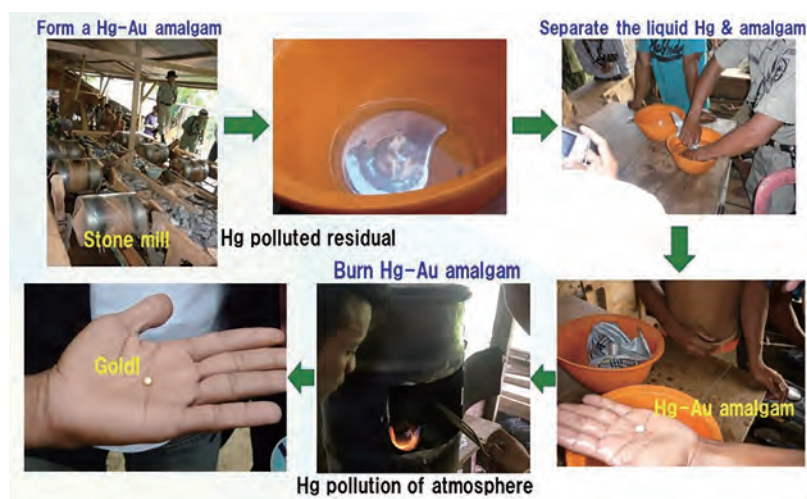 Form a Hg-Au amalgam
Separate the liquid Hg & amalgam
Stone mill
Hg polluted residual
Burn Hg-Au amalgam
Gold!
Hg-Au amalgam
Hg pollution of atmosphere